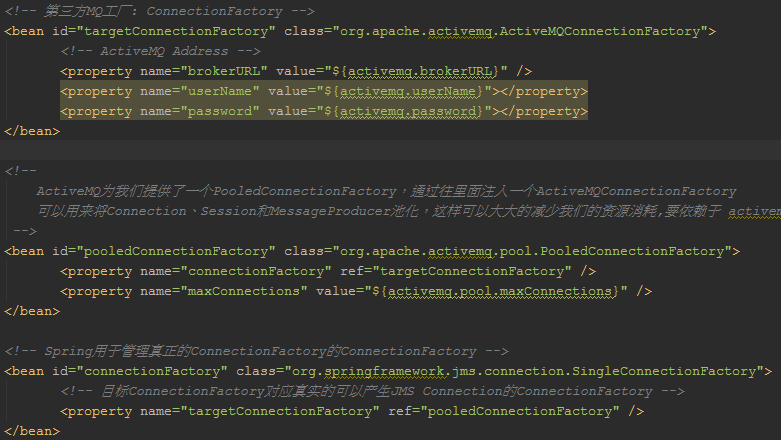 <!-- 第三方MQ工厂: ConnectionFactory -->
<bean id="targetConnectionFactory" class="org.apache.activemq.ActiveMQConnectionFactory">
<!-- ActiveMQ Address -->
<property name="brokerURL" value="${activemq.brokerURL}" />
<property name="userName" value="${activemq.userName}"></property>
<property name="password" value="${activemq.password}"></property>
</bean>
<!--
ActiveMQ为我们提供了一个PooledConnectionFactory，通过往里面注入一个ActiveMQConnectionFactory
可以用来将Connection、Session和MessageProducer池化，这样可以大大的减少我们的资源消耗,要依赖于 activem
-->
<bean id="pooledConnectionFactory" class="org.apache.activemq.pool.PooledConnectionFactory">
<property name="connectionFactory" ref="targetConnectionFactory" />
<property name="maxConnections" value="${activemq.pool.maxConnections}" />
</bean>
<!-- Spring用于管理真正的ConnectionFactory的ConnectionFactory -->
<bean id="connectionFactory" class="org.springframework.jms.connection.SingleConnectionFactory">
<!-- 目标ConnectionFactory对应真实的可以产生JMS Connection的ConnectionFactory -->
<property name="targetConnectionFactory" ref="pooledConnectionFactory" />
</bean>